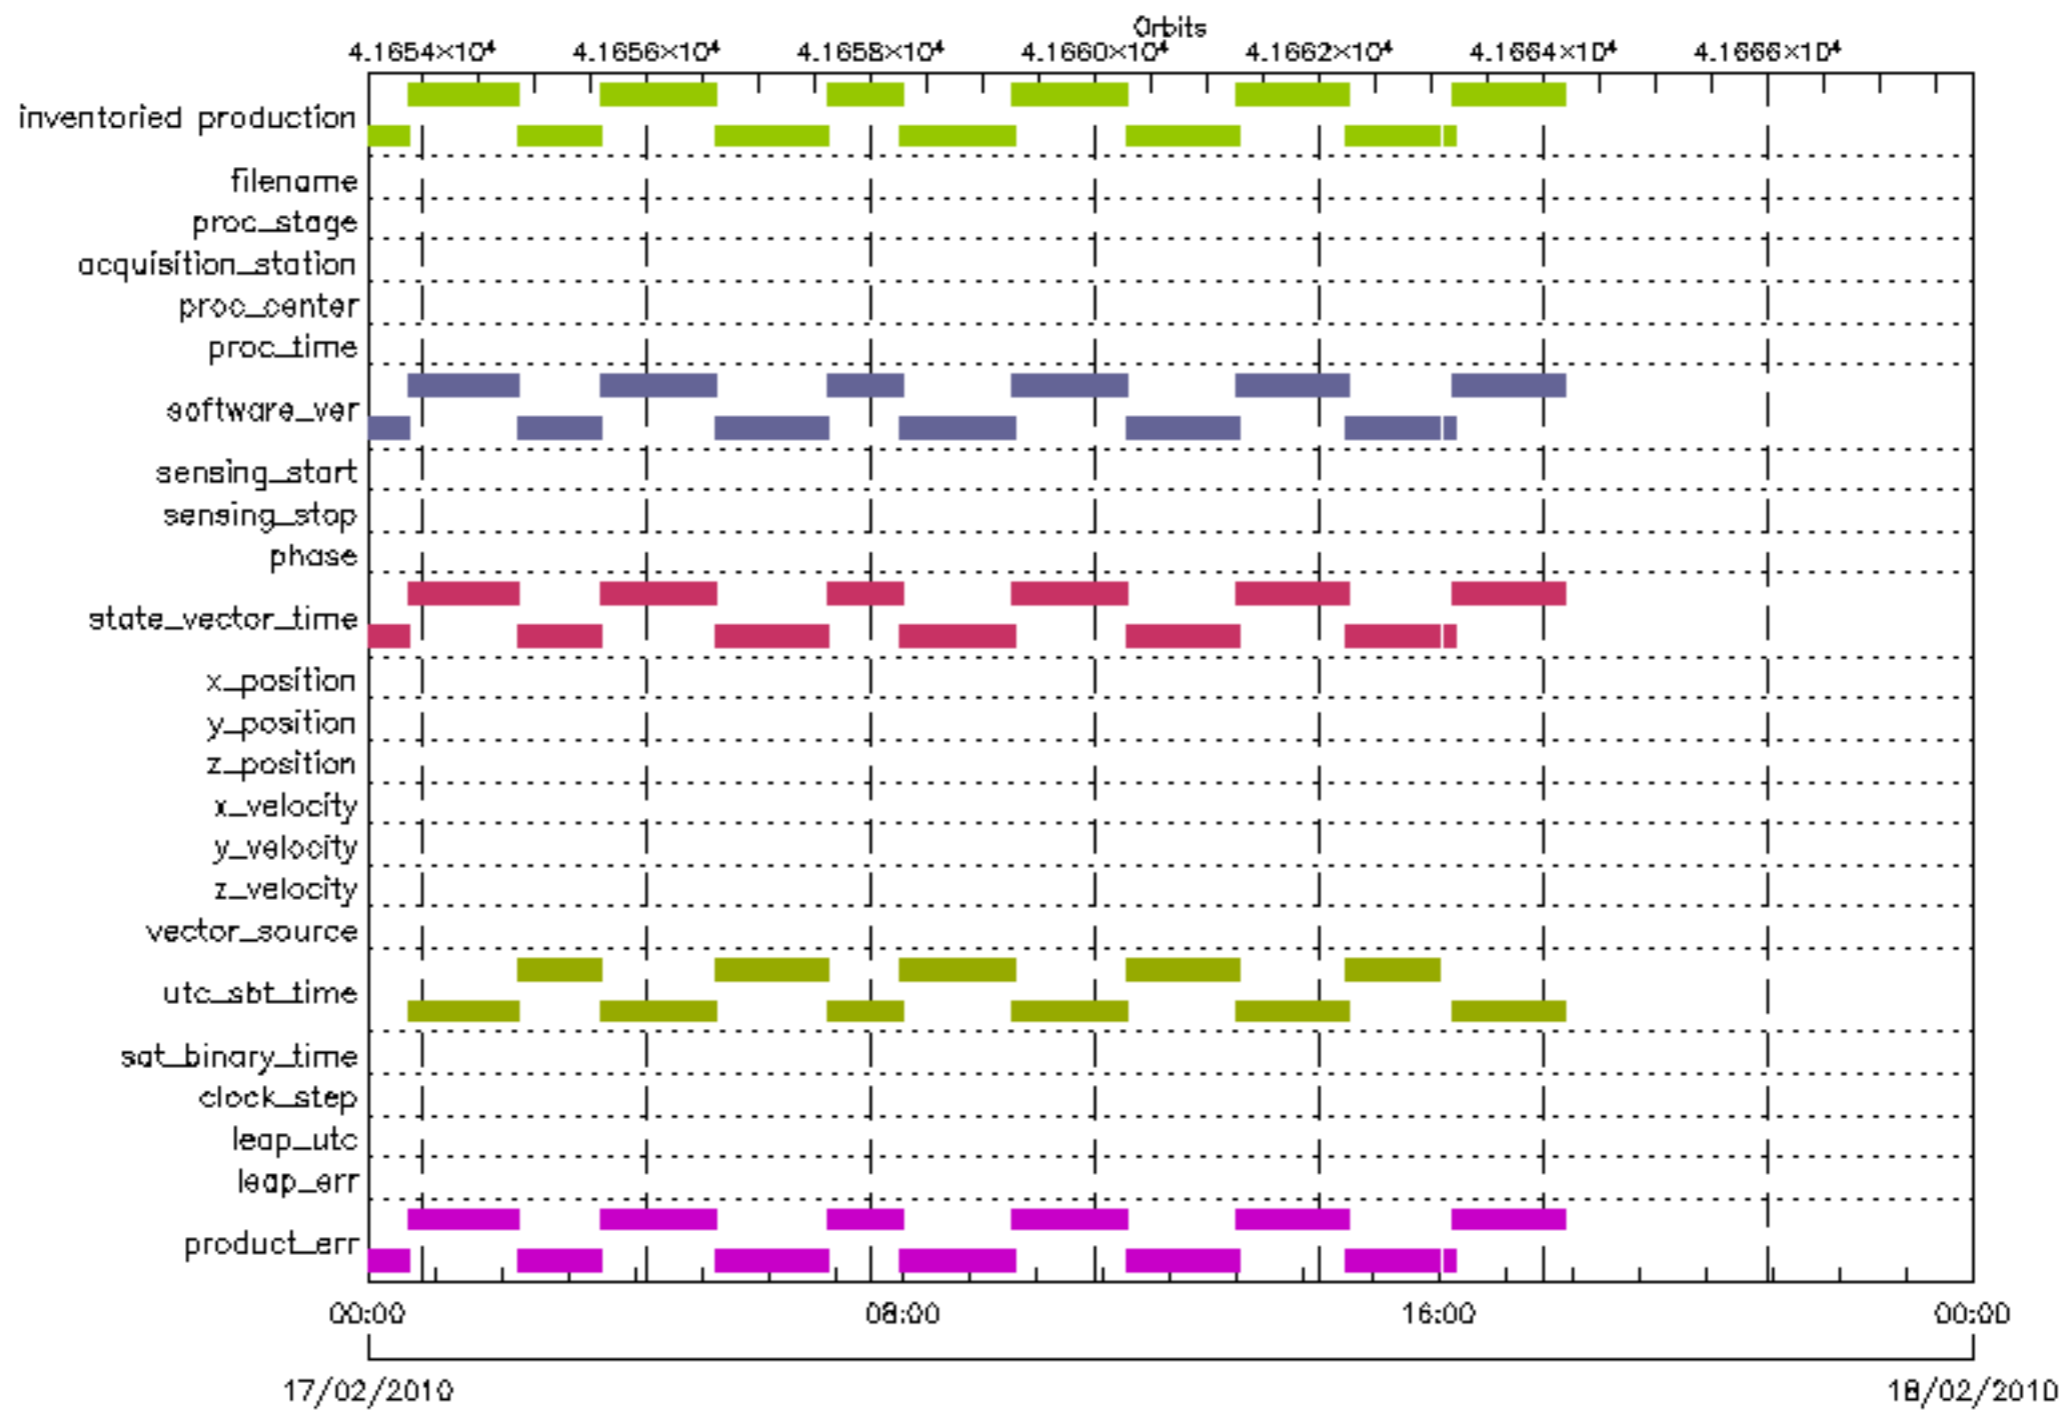 Orbits
4.1654×10⁴ 4.1656×10⁴ 4.1658×10⁴ 4.1660×10⁴ 4.1662×10⁴ 4.1664×10⁴ 4.1666×10⁴
inventoried production
filename
proc_stage
acquisition_station
proc_center
proc_time
software_ver
sensing_start
sensing_stop
phase
state_vector_time
x_position
y_position
z_position
x_velocity
y_velocity
z_velocity
vector_source
utc_sbt_time
sat_binary_time
clock_step
leap_utc
leap_err
product_err
00:00 08:00 16:00 00:00
17/02/2010 18/02/2010